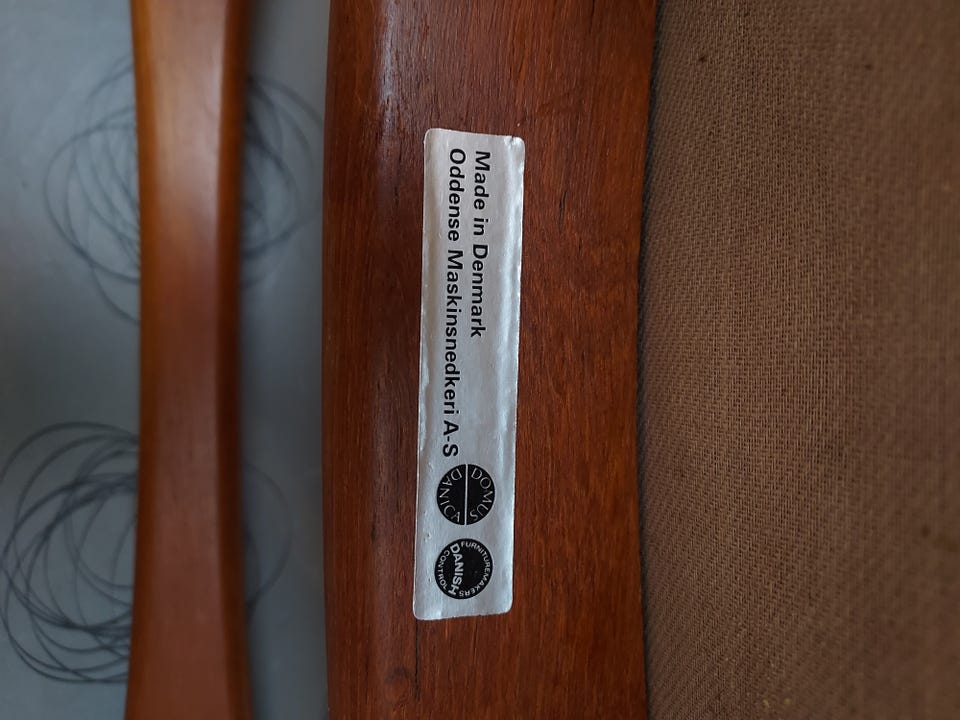 Made in Denmark
Oddense Maskinsnedkeri A-S
DOMUS
DANICA
FURNITUREMAKERS
DANISH
CONTROL